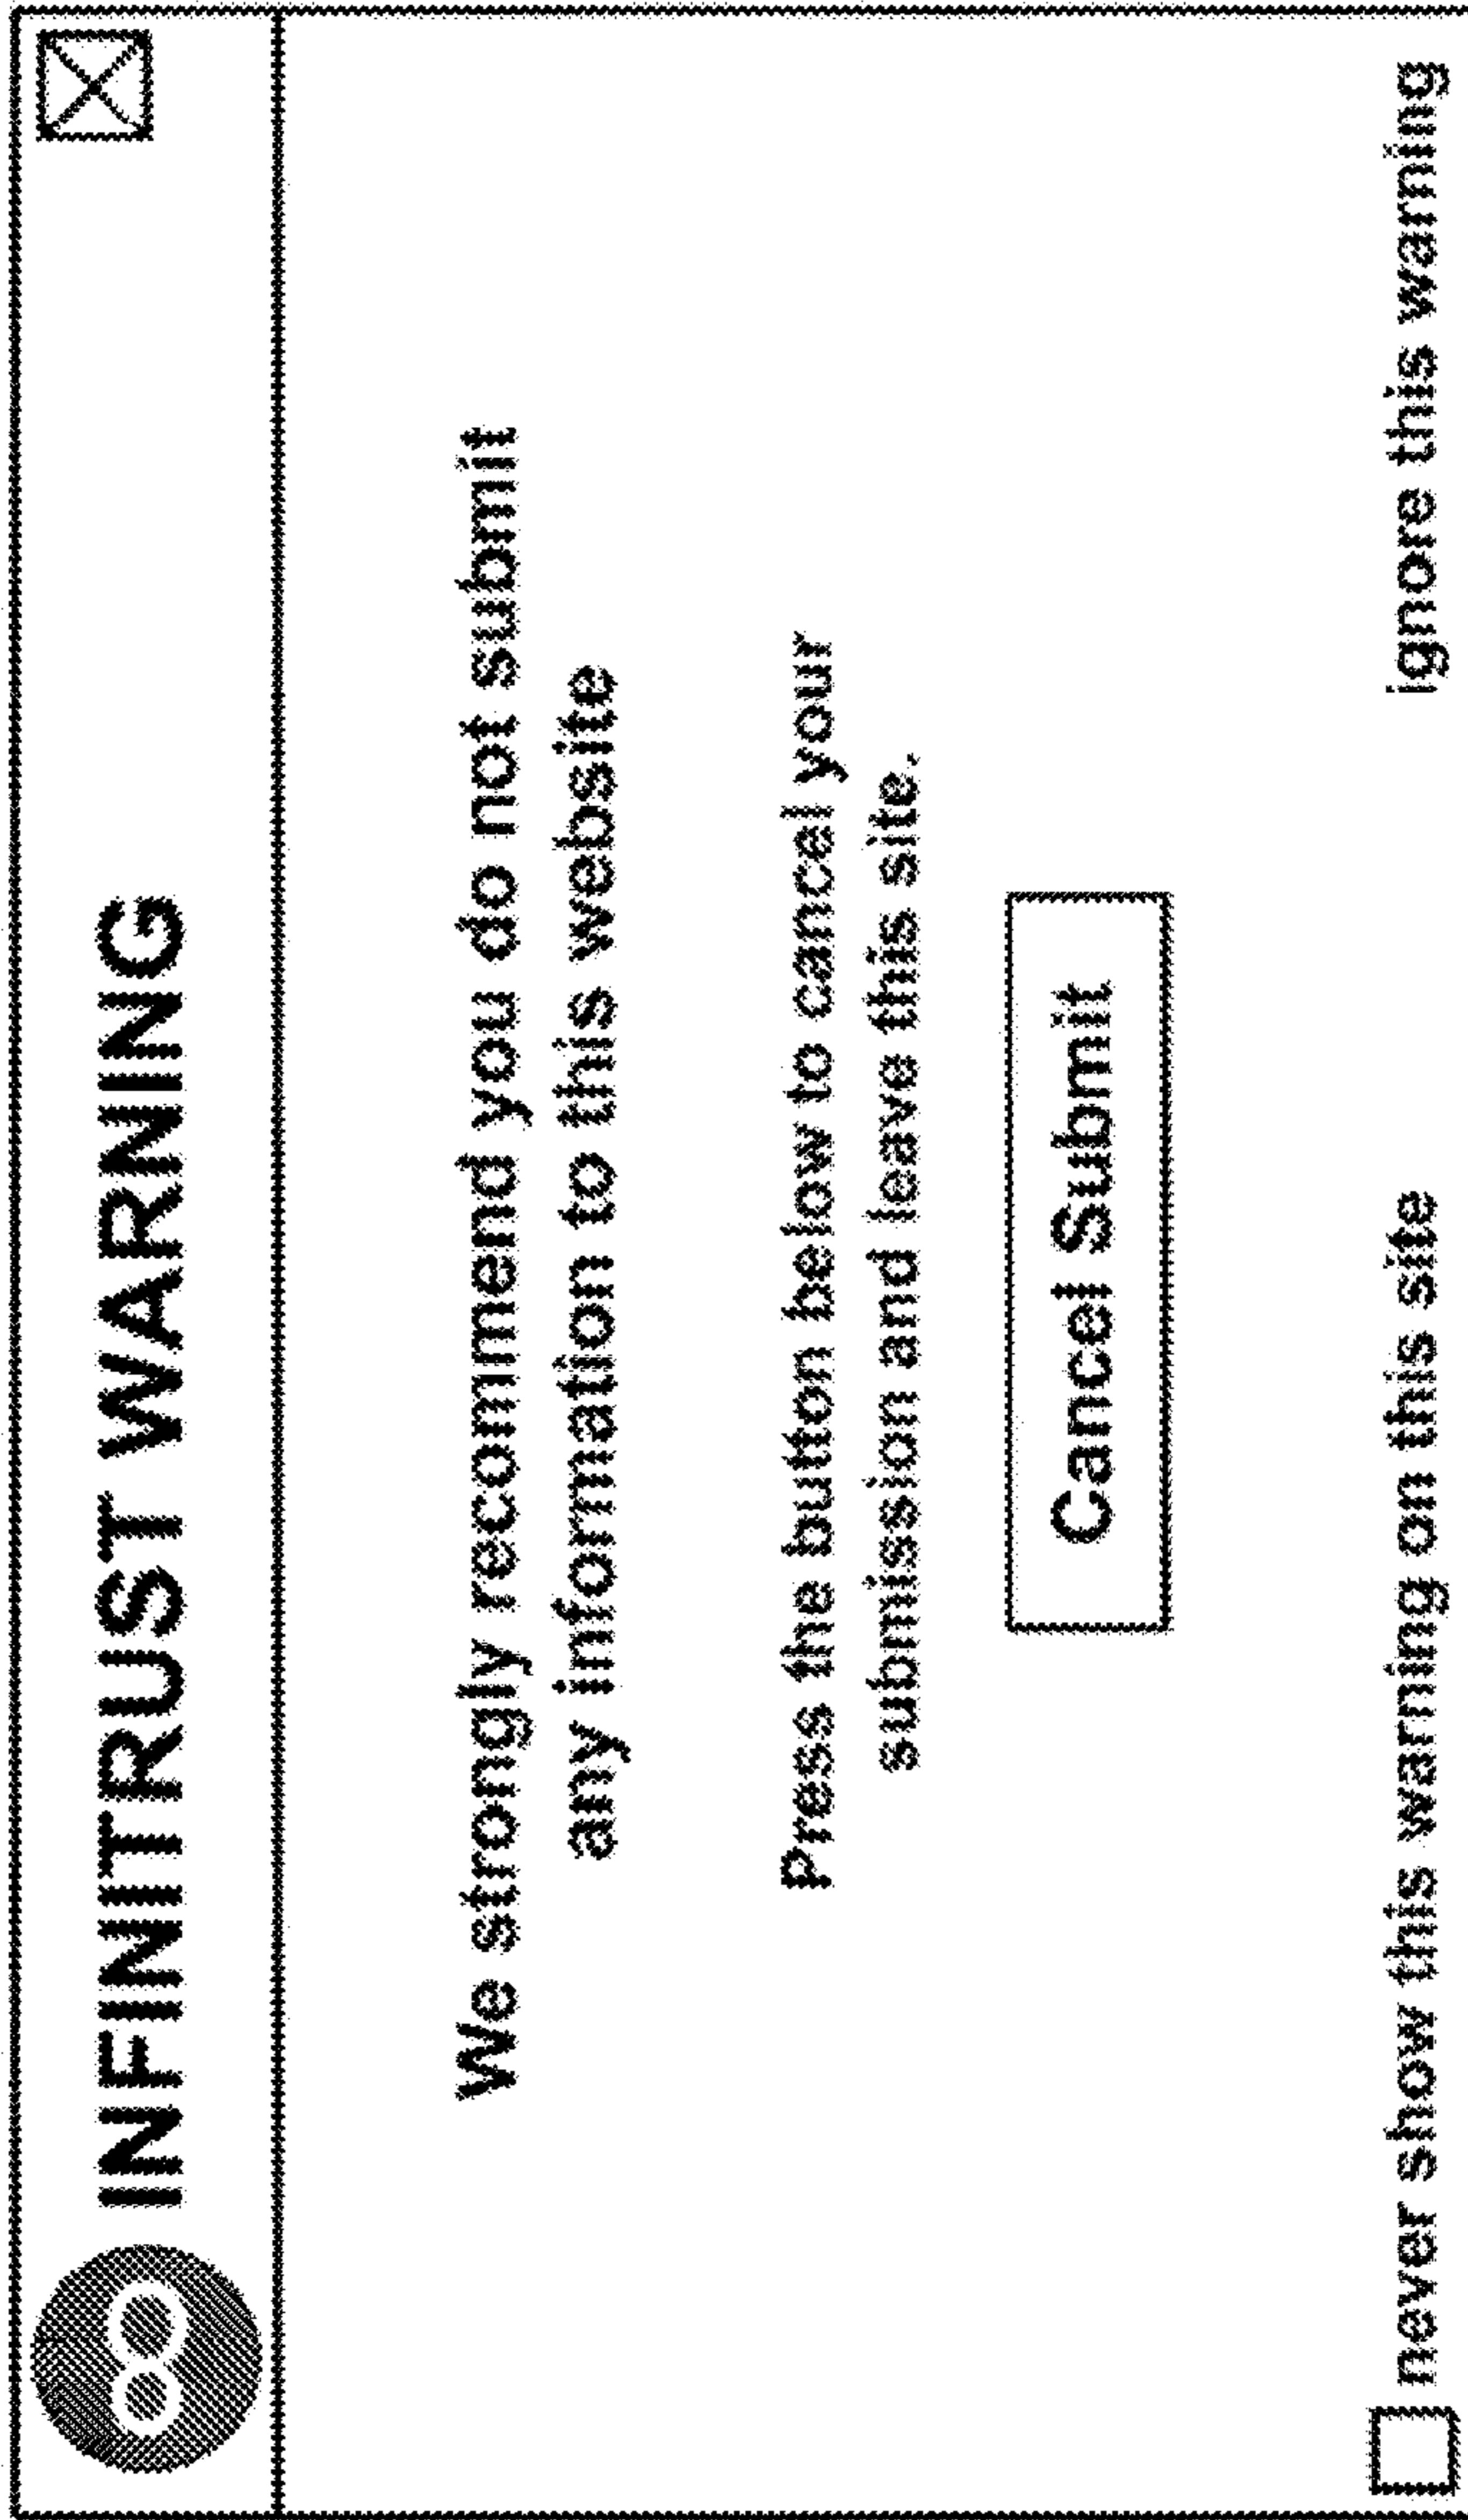 INFINITRUST WARNING
We strongly recommend you do not submit
any information to this website
Press the button below to cancel your
submission and leave this site.
Cancel Submit
never show this warning on this site
ignore this warning